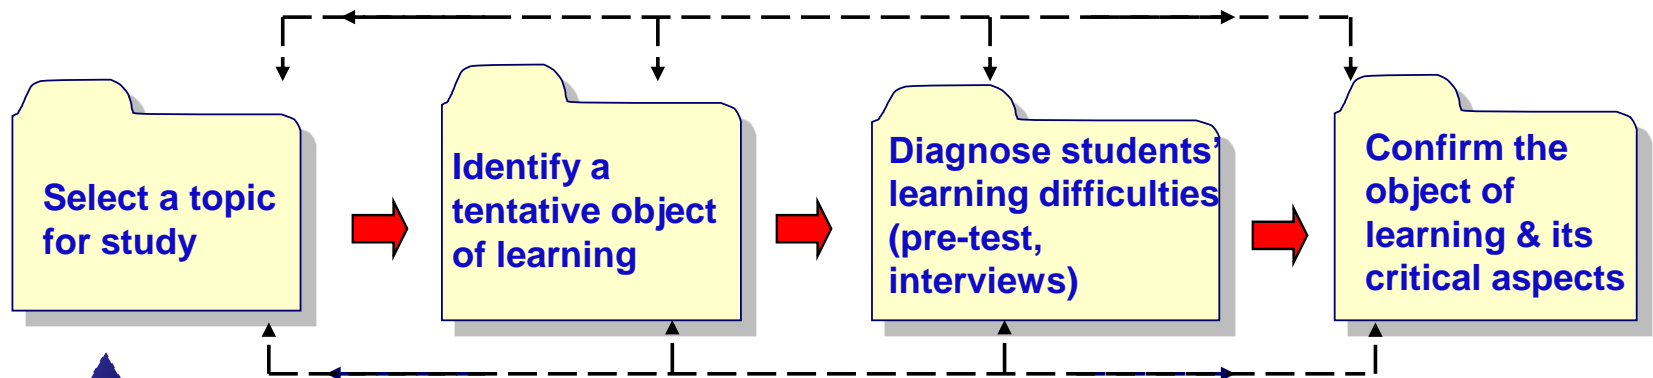 Select a topic
for study
Identify a
tentative object
of learning
Diagnose students’
learning difficulties
(pre-test,
interviews)
Confirm the
object of
learning & its
critical aspects